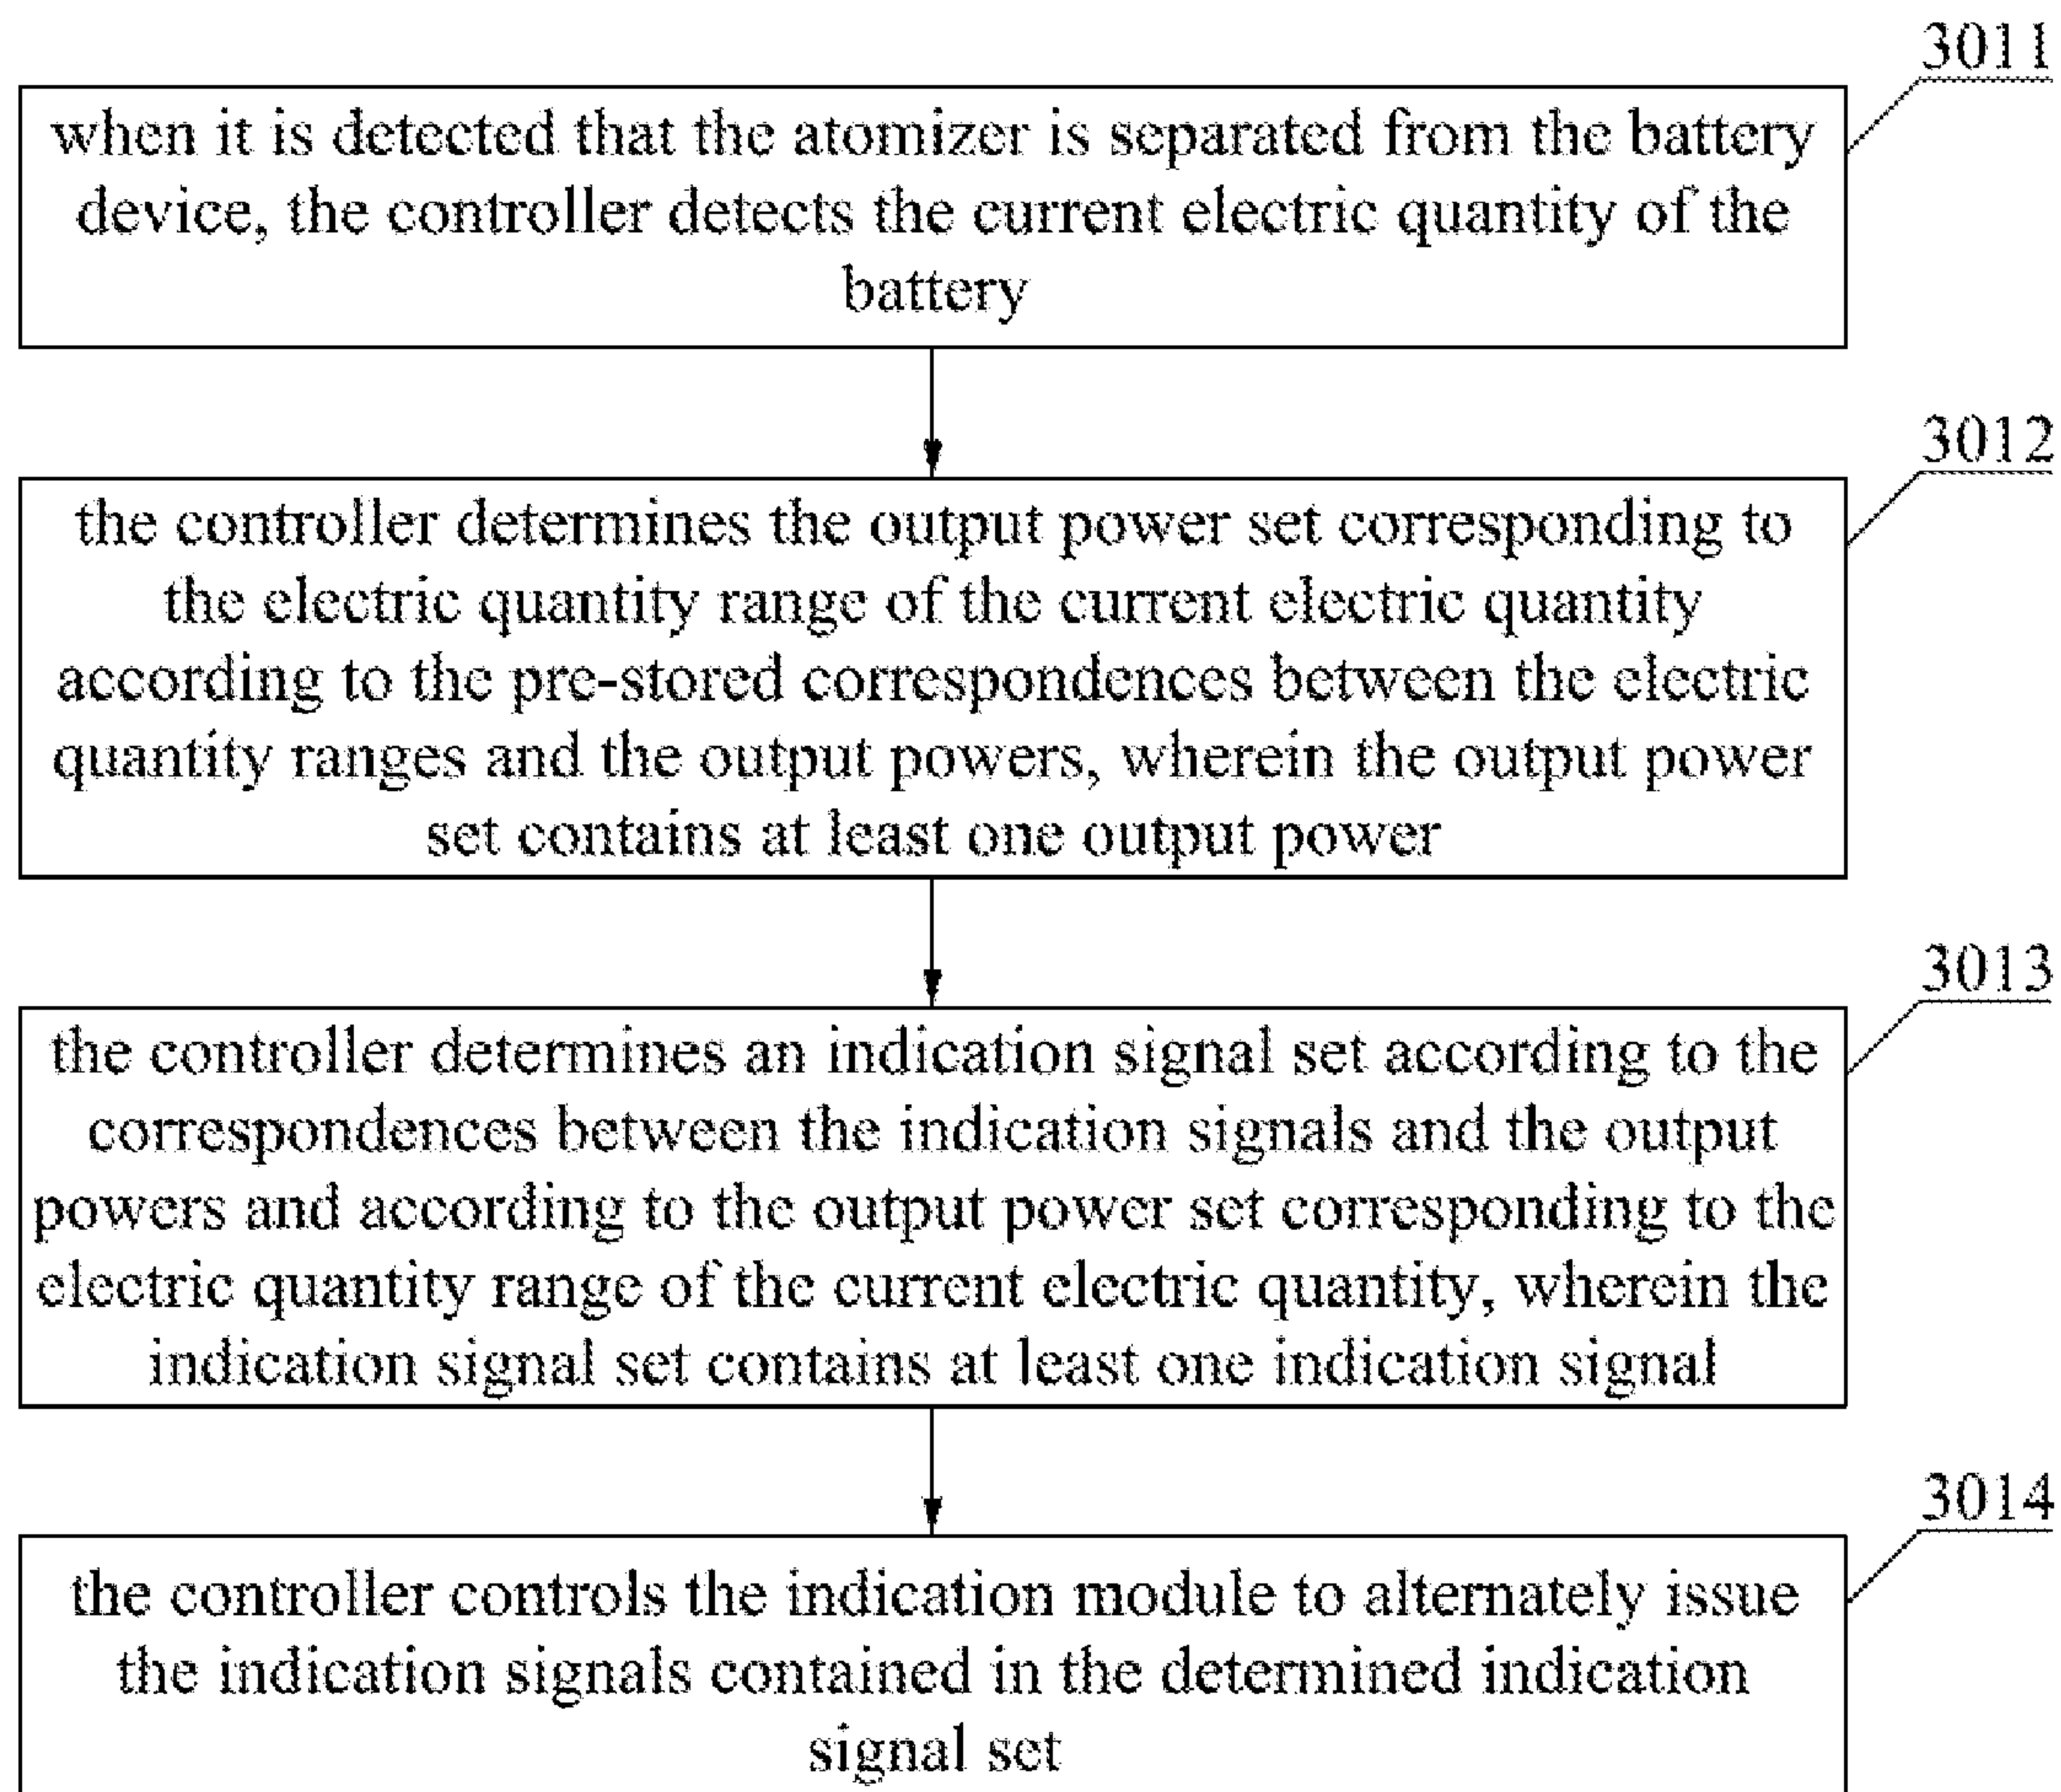 3011
when it is detected that the atomizer is separated from the battery
device, the controller detects the current electric quantity of the
battery
3012
the controller determines the output power set corresponding to
the electric quantity range of the current electric quantity
according to the pre-stored correspondences between the electric
quantity ranges and the output powers, wherein the output power
set contains at least one output power
3013
the controller determines an indication signal set according to the
correspondences between the indication signals and the output
powers and according to the output power set corresponding to the
electric quantity range of the current electric quantity, wherein the
indication signal set contains at least one indication signal
3014
the controller controls the indication module to alternately issue
the indication signals contained in the determined indication
signal set